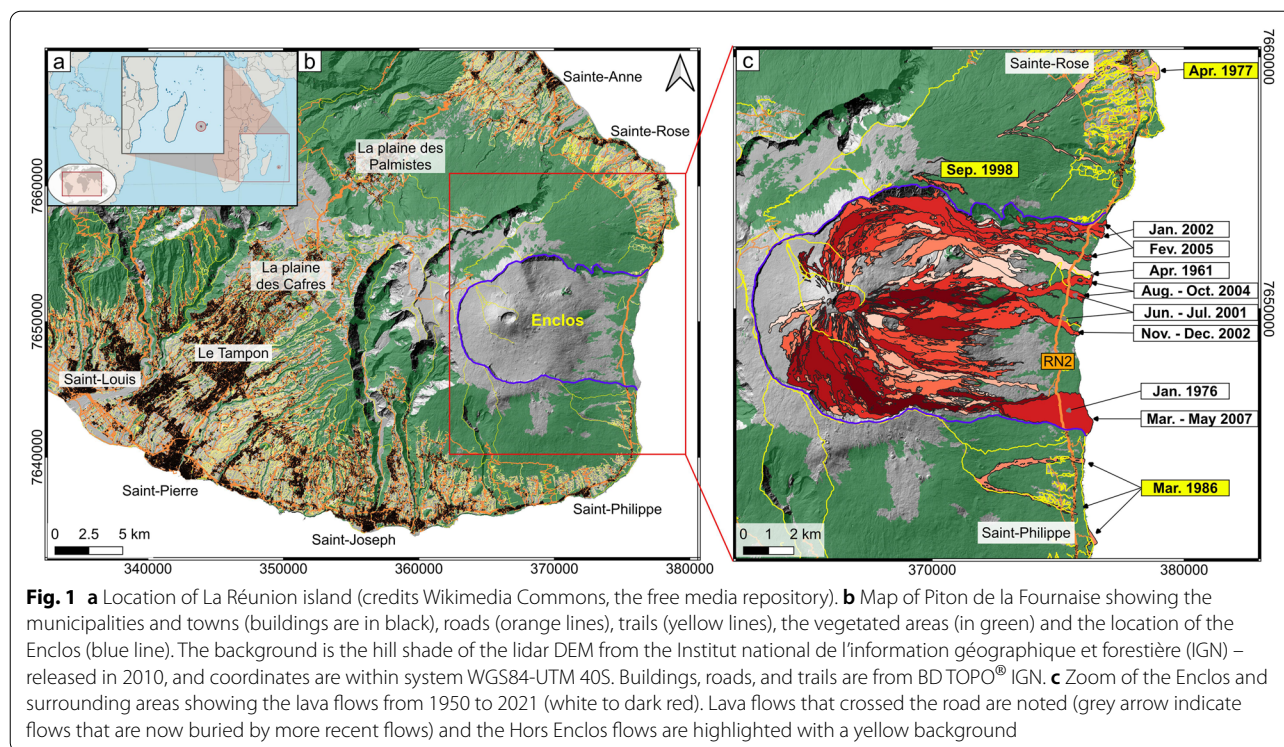 a
b
Sainte-Anne
Sainte-Rose
La plaine des
Palmistes
La plaine
des Cafres
Enclos
Le Tampon
Saint-Louis
Saint-Pierre
Saint-Joseph
Saint-Philippe
0 2.5 5 km
7660000
7650000
7640000
340000 350000 360000 370000 380000
c
Sainte-Rose
Apr. 1977
Sep. 1998
Jan. 2002
Fev. 2005
Apr. 1961
Aug. - Oct. 2004
Jun. - Jul. 2001
Nov. - Dec. 2002
RN2
Jan. 1976
Mar. - May 2007
Mar. 1986
Saint-Philippe
0 1 2 km
7660000
7650000
370000 380000
Fig. 1 a Location of La Réunion island (credits Wikimedia Commons, the free media repository). b Map of Piton de la Fournaise showing the
municipalities and towns (buildings are in black), roads (orange lines), trails (yellow lines), the vegetated areas (in green) and the location of the
Enclos (blue line). The background is the hill shade of the lidar DEM from the Institut national de l'information géographique et forestière (IGN) –
released in 2010, and coordinates are within system WGS84-UTM 40S. Buildings, roads, and trails are from BD TOPO® IGN. c Zoom of the Enclos and
surrounding areas showing the lava flows from 1950 to 2021 (white to dark red). Lava flows that crossed the road are noted (grey arrow indicate
flows that are now buried by more recent flows) and the Hors Enclos flows are highlighted with a yellow background